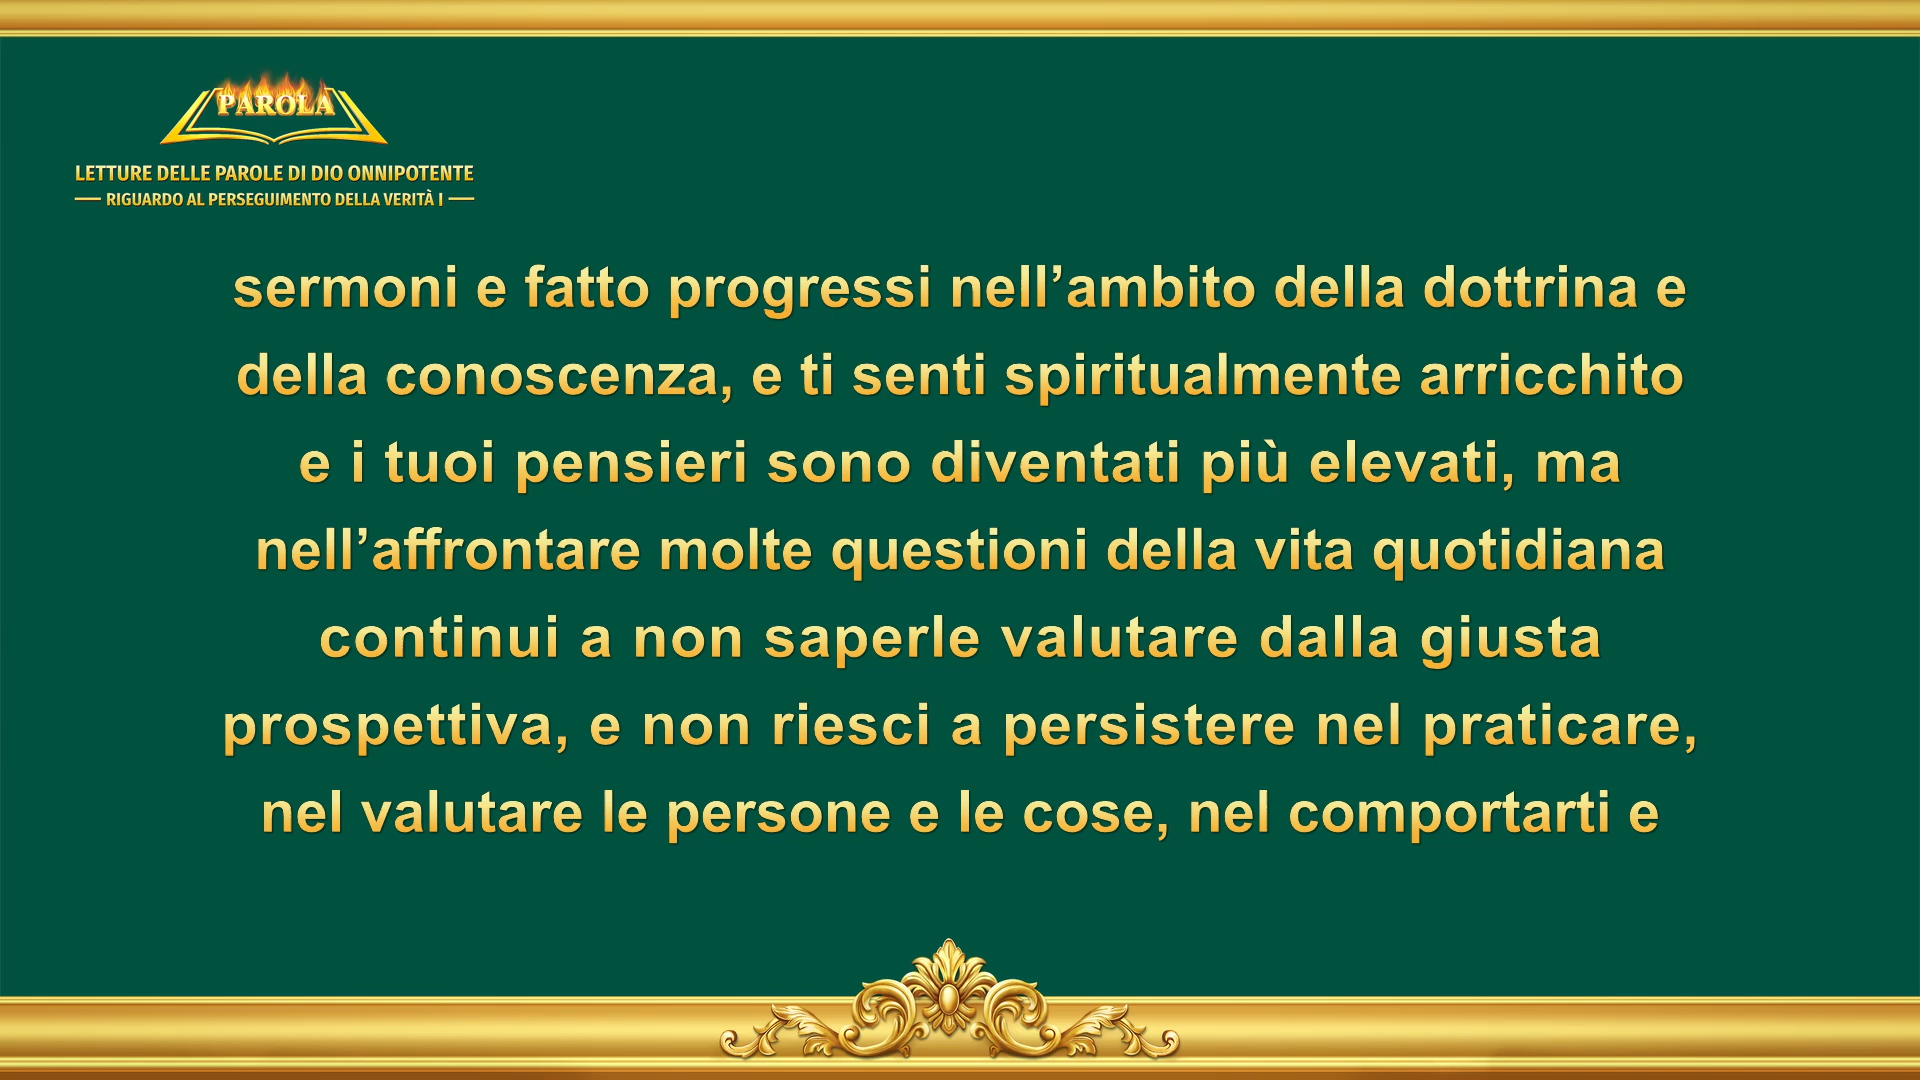 PAROLA
LETTURE DELLE PAROLE DI DIO ONNIPOTENTE
RIGUARDO AL PERSEGUIMENTO DELLA VERITÀ I
sermoni e fatto progressi nell’ambito della dottrina e
della conoscenza, e ti senti spiritualmente arricchito
e i tuoi pensieri sono diventati più elevati, ma
nell’affrontare molte questioni della vita quotidiana
continui a non saperle valutare dalla giusta
prospettiva, e non riesci a persistere nel praticare,
nel valutare le persone e le cose, nel comportarti e